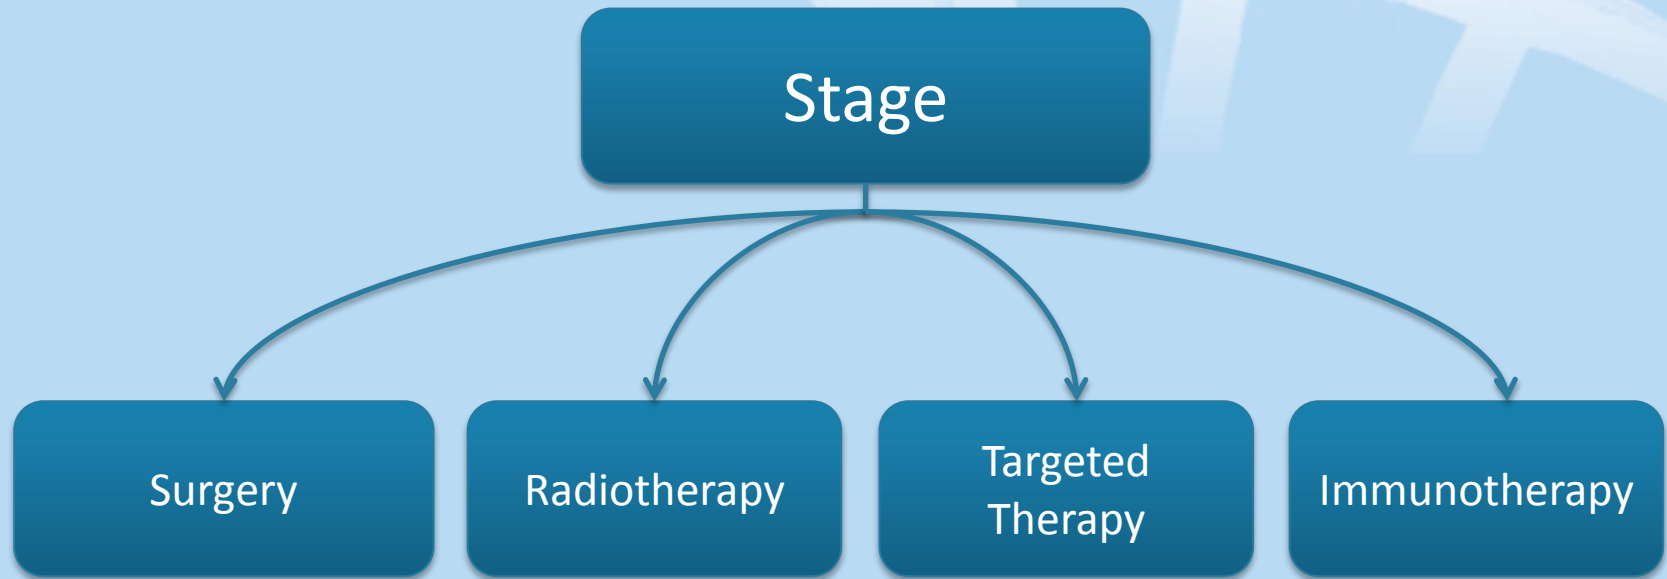 Stage
Surgery
Radiotherapy
Targeted
Therapy
Immunotherapy